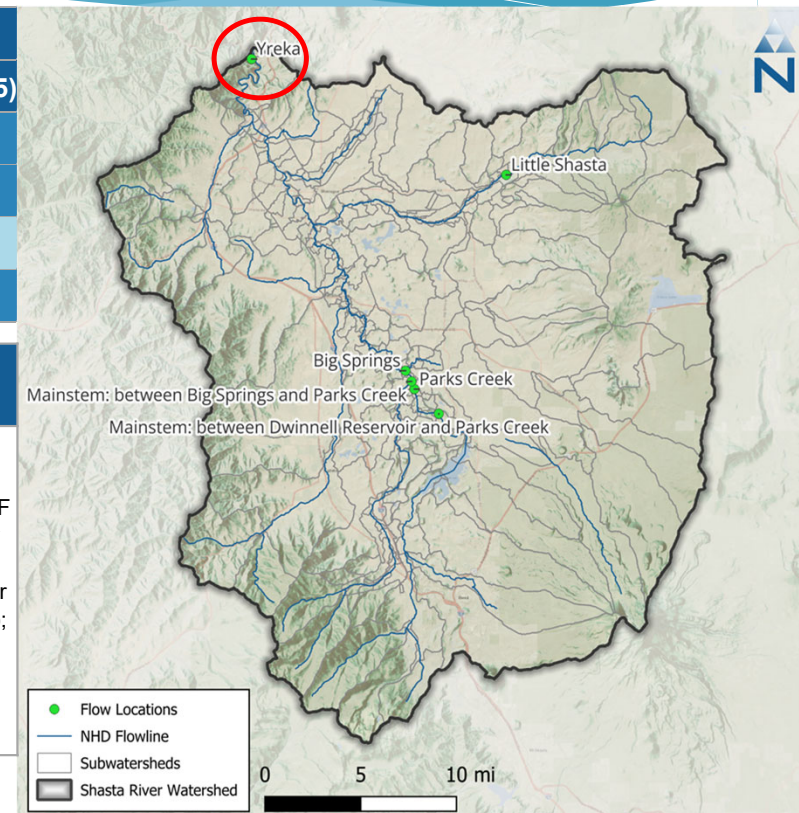 5)
F
r
;
N
Yreka
Little Shasta
Big Springs
Parks Creek
Mainstem: between Big Springs and Parks Creek
Mainstem: between Dwinnell Reservoir and Parks Creek
Flow Locations
NHD Flowline
Subwatersheds
Shasta River Watershed
0 5 10 mi